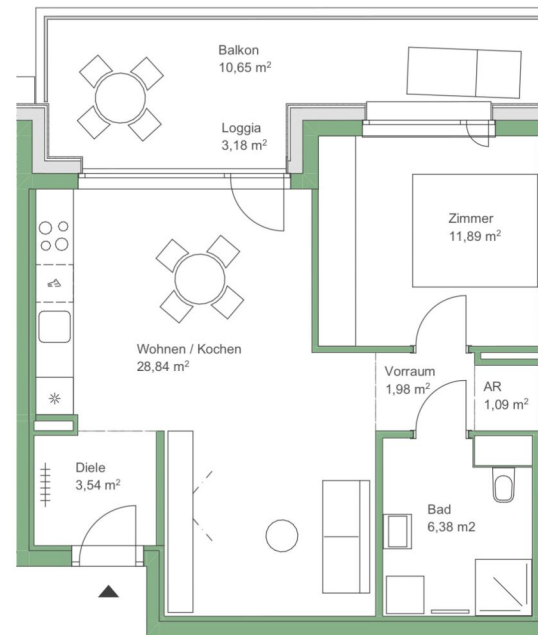 Balkon
10,65 m²
Loggia
3,18 m²
Zimmer
11,89 m²
Wohnen / Kochen
28,84 m²
Vorraum
1,98 m²
AR
1,09 m²
Diele
3,54 m²
Bad
6,38 m2